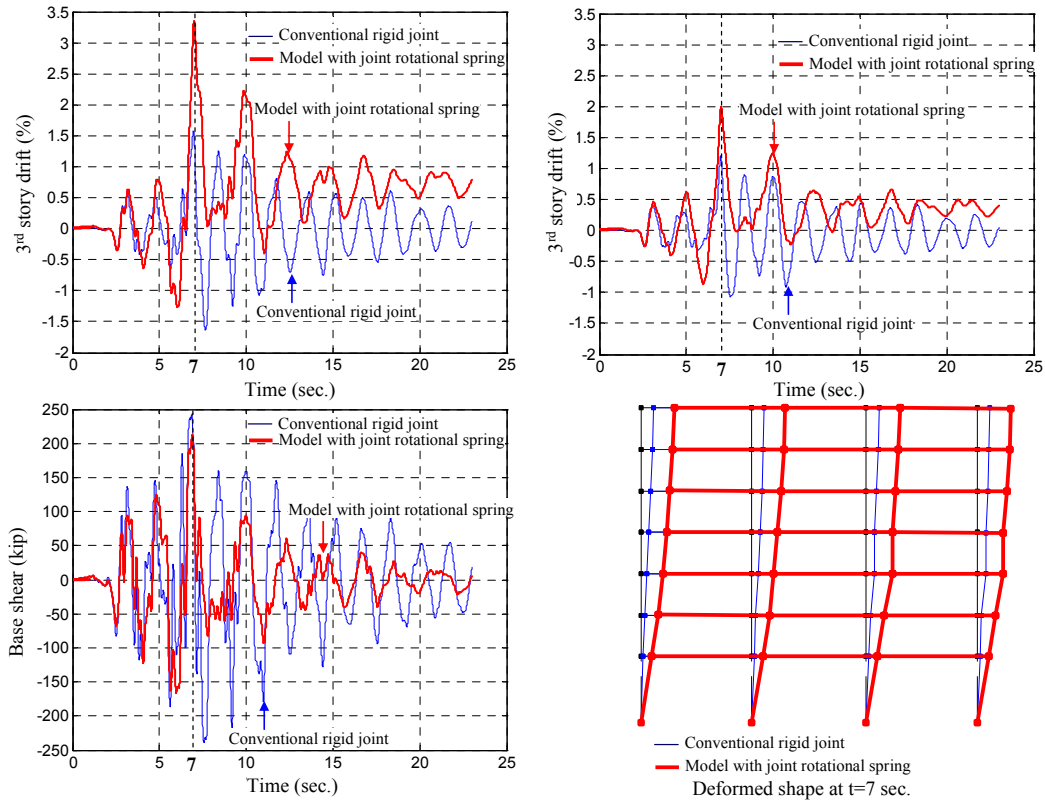 3.5
3
2.5
2
1.5
1
0.5
0
-0.5
-1
-1.5
-2
3rd story drift (%)
Conventional rigid joint
Model with joint rotational spring
Model with joint rotational spring
Conventional rigid joint
0
5
7
10
15
20
25
Time (sec.)
3.5
3
2.5
2
1.5
1
3.5
0
-0.5
-1
-1.5
-2
3rd story drift (%)
Conventional rigid joint
Model with joint rotational spring
Model with joint rotational spring
Conventional rigid joint
0
5
7
10
15
20
25
Time (sec.)
250
200
150
100
50
0
-50
-100
-150
-200
-250
Base shear (kip)
Conventional rigid joint
Model with joint rotational spring
Model with joint rotational spring
Conventional rigid joint
0
5
7
10
15
20
25
Time (sec.)
Conventional rigid joint
Model with joint rotational spring
Deformed shape at t=7 sec.